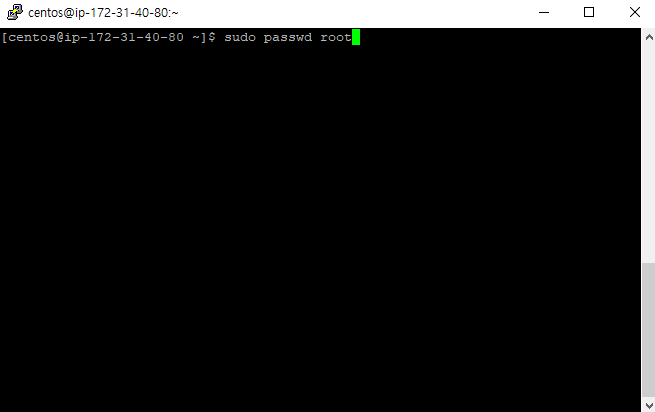 centos@ip-172-31-40-80:~
[centos@ip-172-31-40-80 ~]$ sudo passwd root